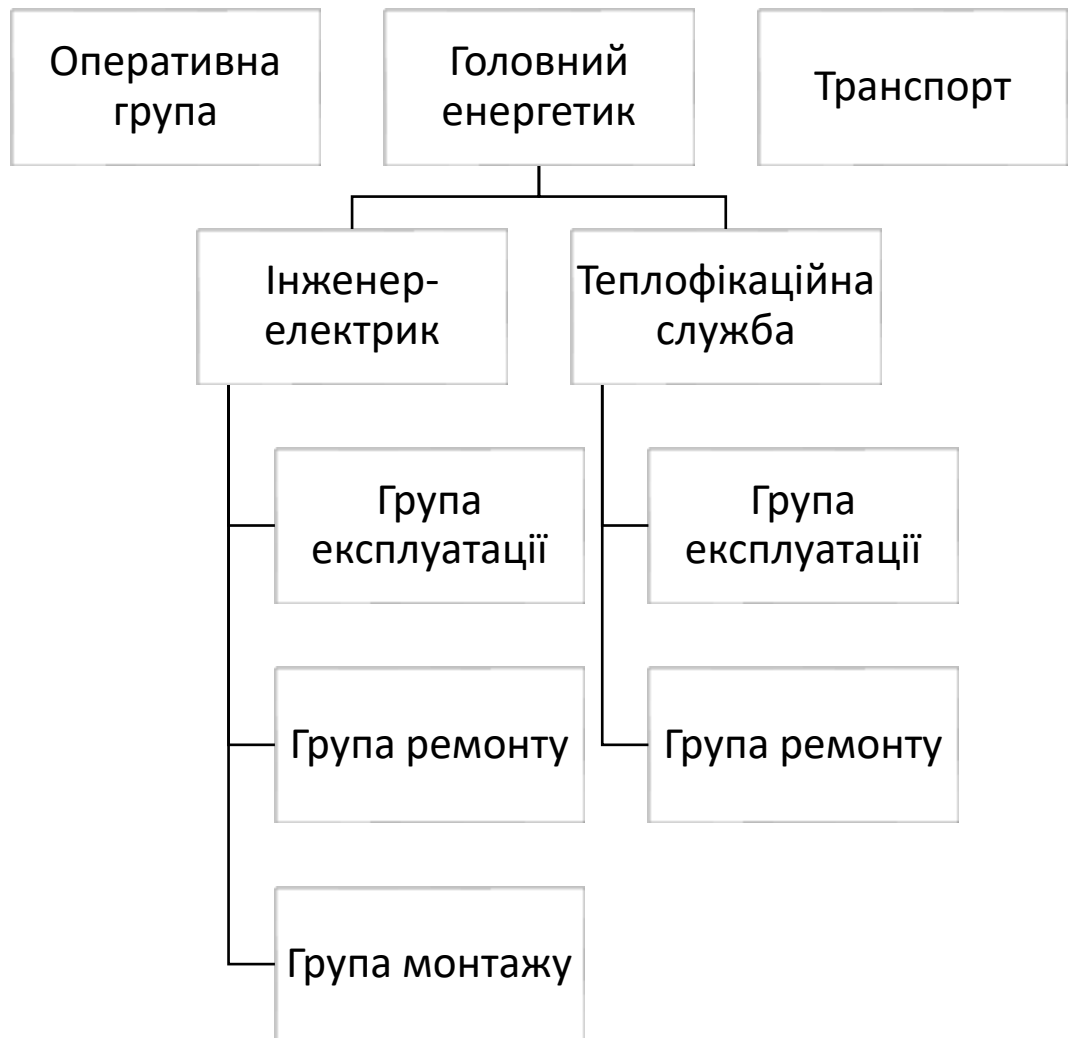 Оперативна
група
Головний
енергетик
Транспорт
Інженер-
електрик
Теплофікаційна
служба
Група
експлуатації
Група
експлуатації
Група ремонту
Група ремонту
Група монтажу